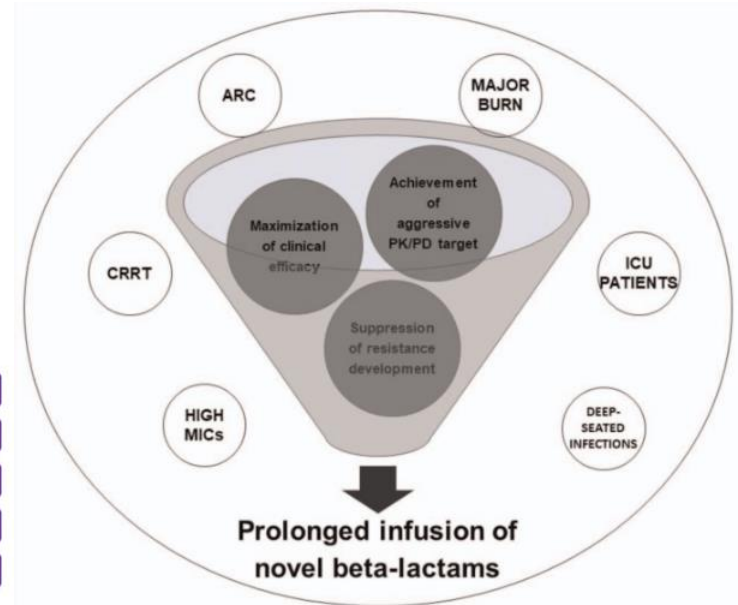 ARC
MAJOR
BURN
Achievement
of
aggressive
PK/PD target
Maximization
of clinical
efficacy
CRRT
ICU
PATIENTS
Suppression
of resistance
development
HIGH
MICs
DEEP-
SEATED
INFECTIONS
Prolonged infusion of
novel beta-lactams